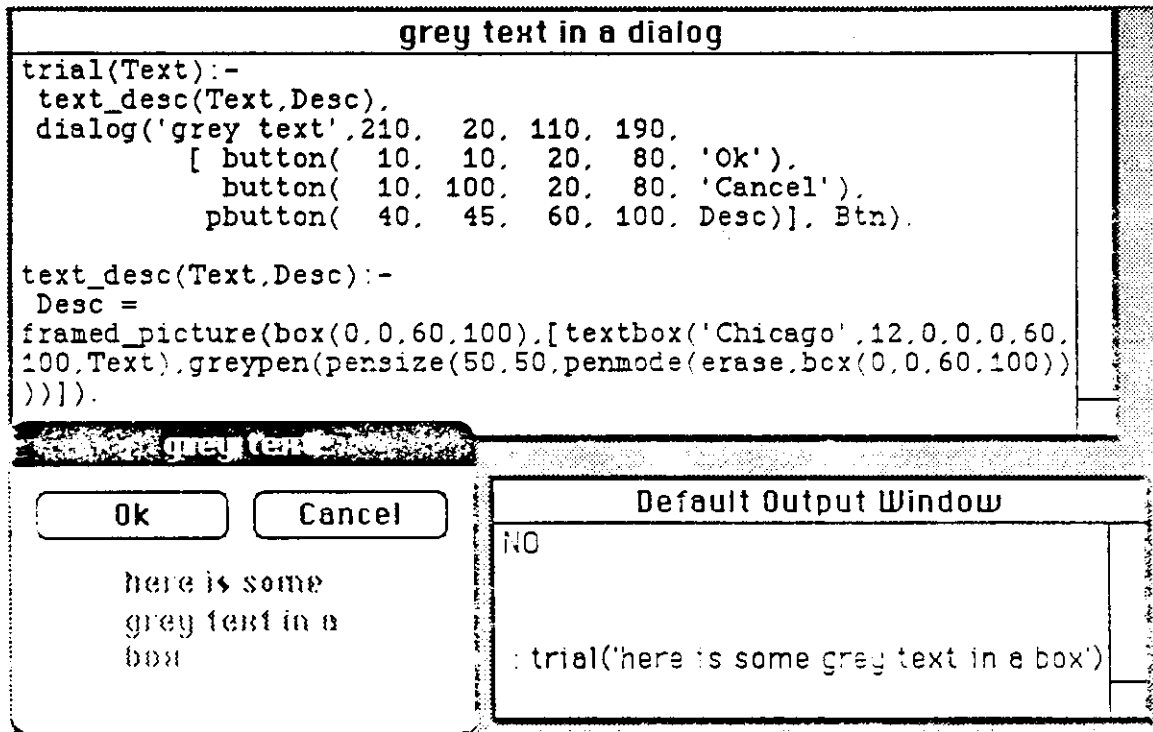 grey text in a dialog
trial(Text):-
text_desc(Text,Desc),
dialog('grey text',210, 20, 110, 190,
[ button( 10, 10, 20, 80, 'Ok'),
button( 10, 100, 20, 80, 'Cancel'),
pbutton( 40, 45, 60, 100, Desc)], Btn).
text_desc(Text,Desc):-
Desc =
framed_picture(box(0,0,60,100),[textbox('Chicago',12,0,0,0,60,
100,Text),greypen(pensize(50,50,penmode(erase,box(0,0,60,100))
))]).
grey text
Ok Cancel
here is some
grey text in a
box
Default Output Window
NO
: trial('here is some grey text in a box')